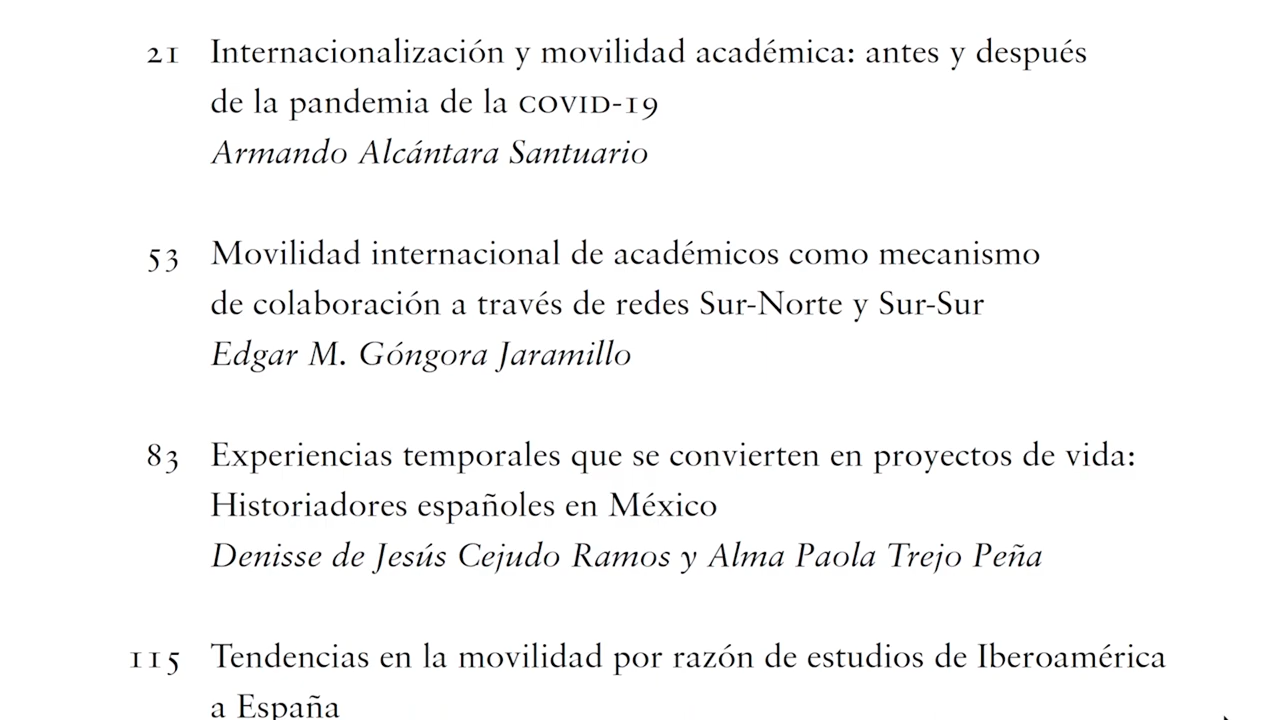 21 Internacionalización y movilidad académica: antes y después
de la pandemia de la COVID-19
Armando Alcántara Santuario
53 Movilidad internacional de académicos como mecanismo
de colaboración a través de redes Sur-Norte y Sur-Sur
Edgar M. Góngora Jaramillo
83 Experiencias temporales que se convierten en proyectos de vida:
Historiadores españoles en México
Denisse de Jesús Cejudo Ramos y Alma Paola Trejo Peña
115 Tendencias en la movilidad por razón de estudios de Iberoamérica
a España